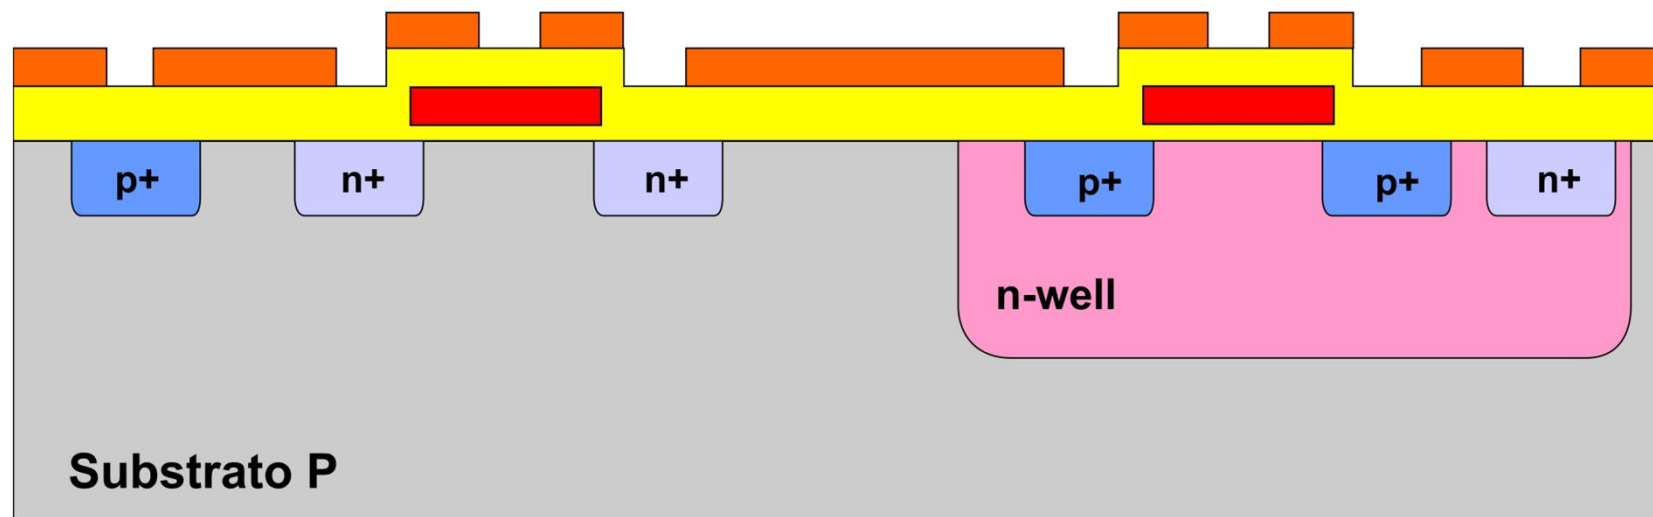 p+
n+
n+
p+
p+
n+
n-well
Substrato P